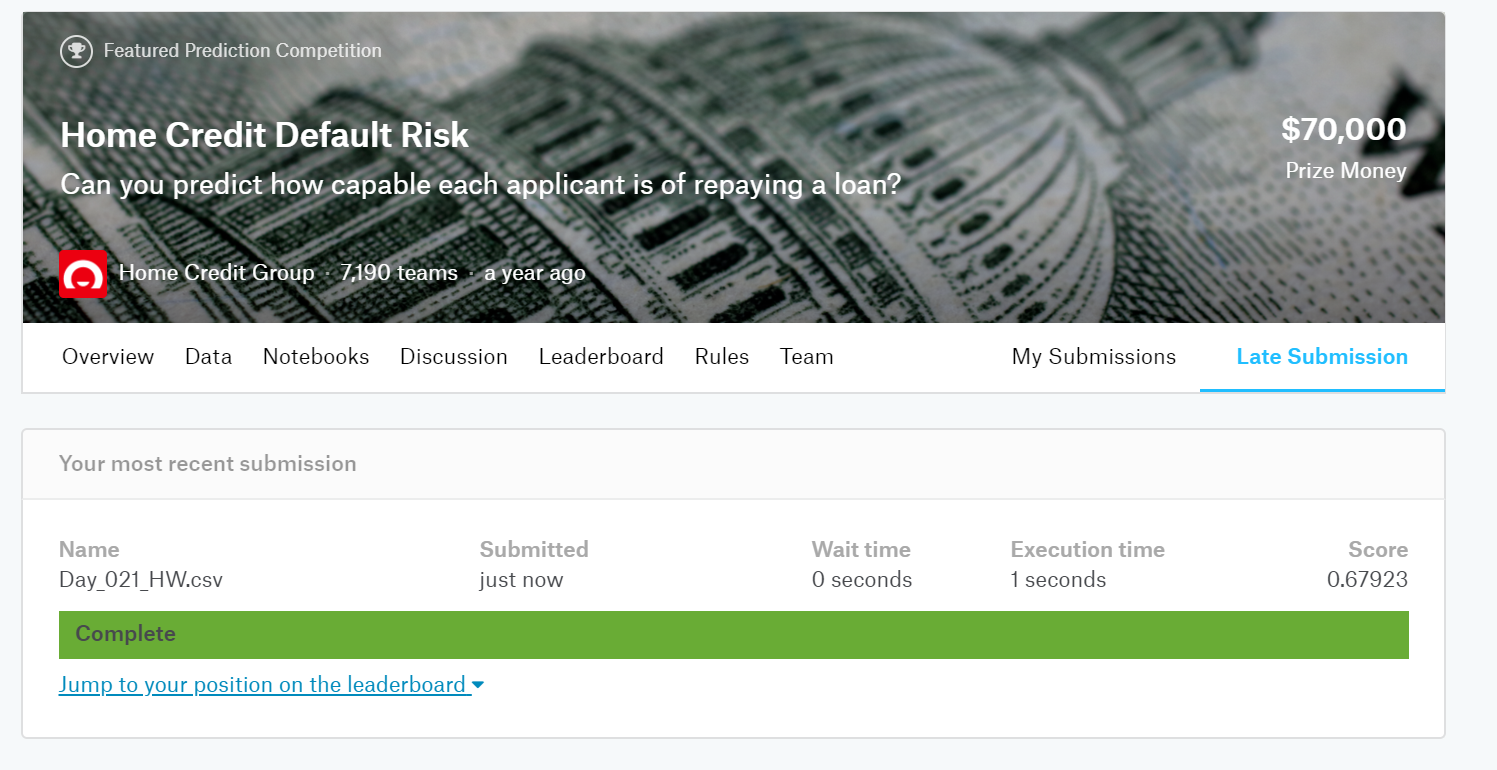 Featured Prediction Competition
Home Credit Default Risk
Can you predict how capable each applicant is of repaying a loan?
$70,000
Prize Money
Home Credit Group · 7,190 teams · a year ago
Overview Data Notebooks Discussion Leaderboard Rules Team My Submissions Late Submission
Your most recent submission
Name Submitted Wait time Execution time Score
Day_021_HW.csv just now 0 seconds 1 seconds 0.67923
Complete
Jump to your position on the leaderboard